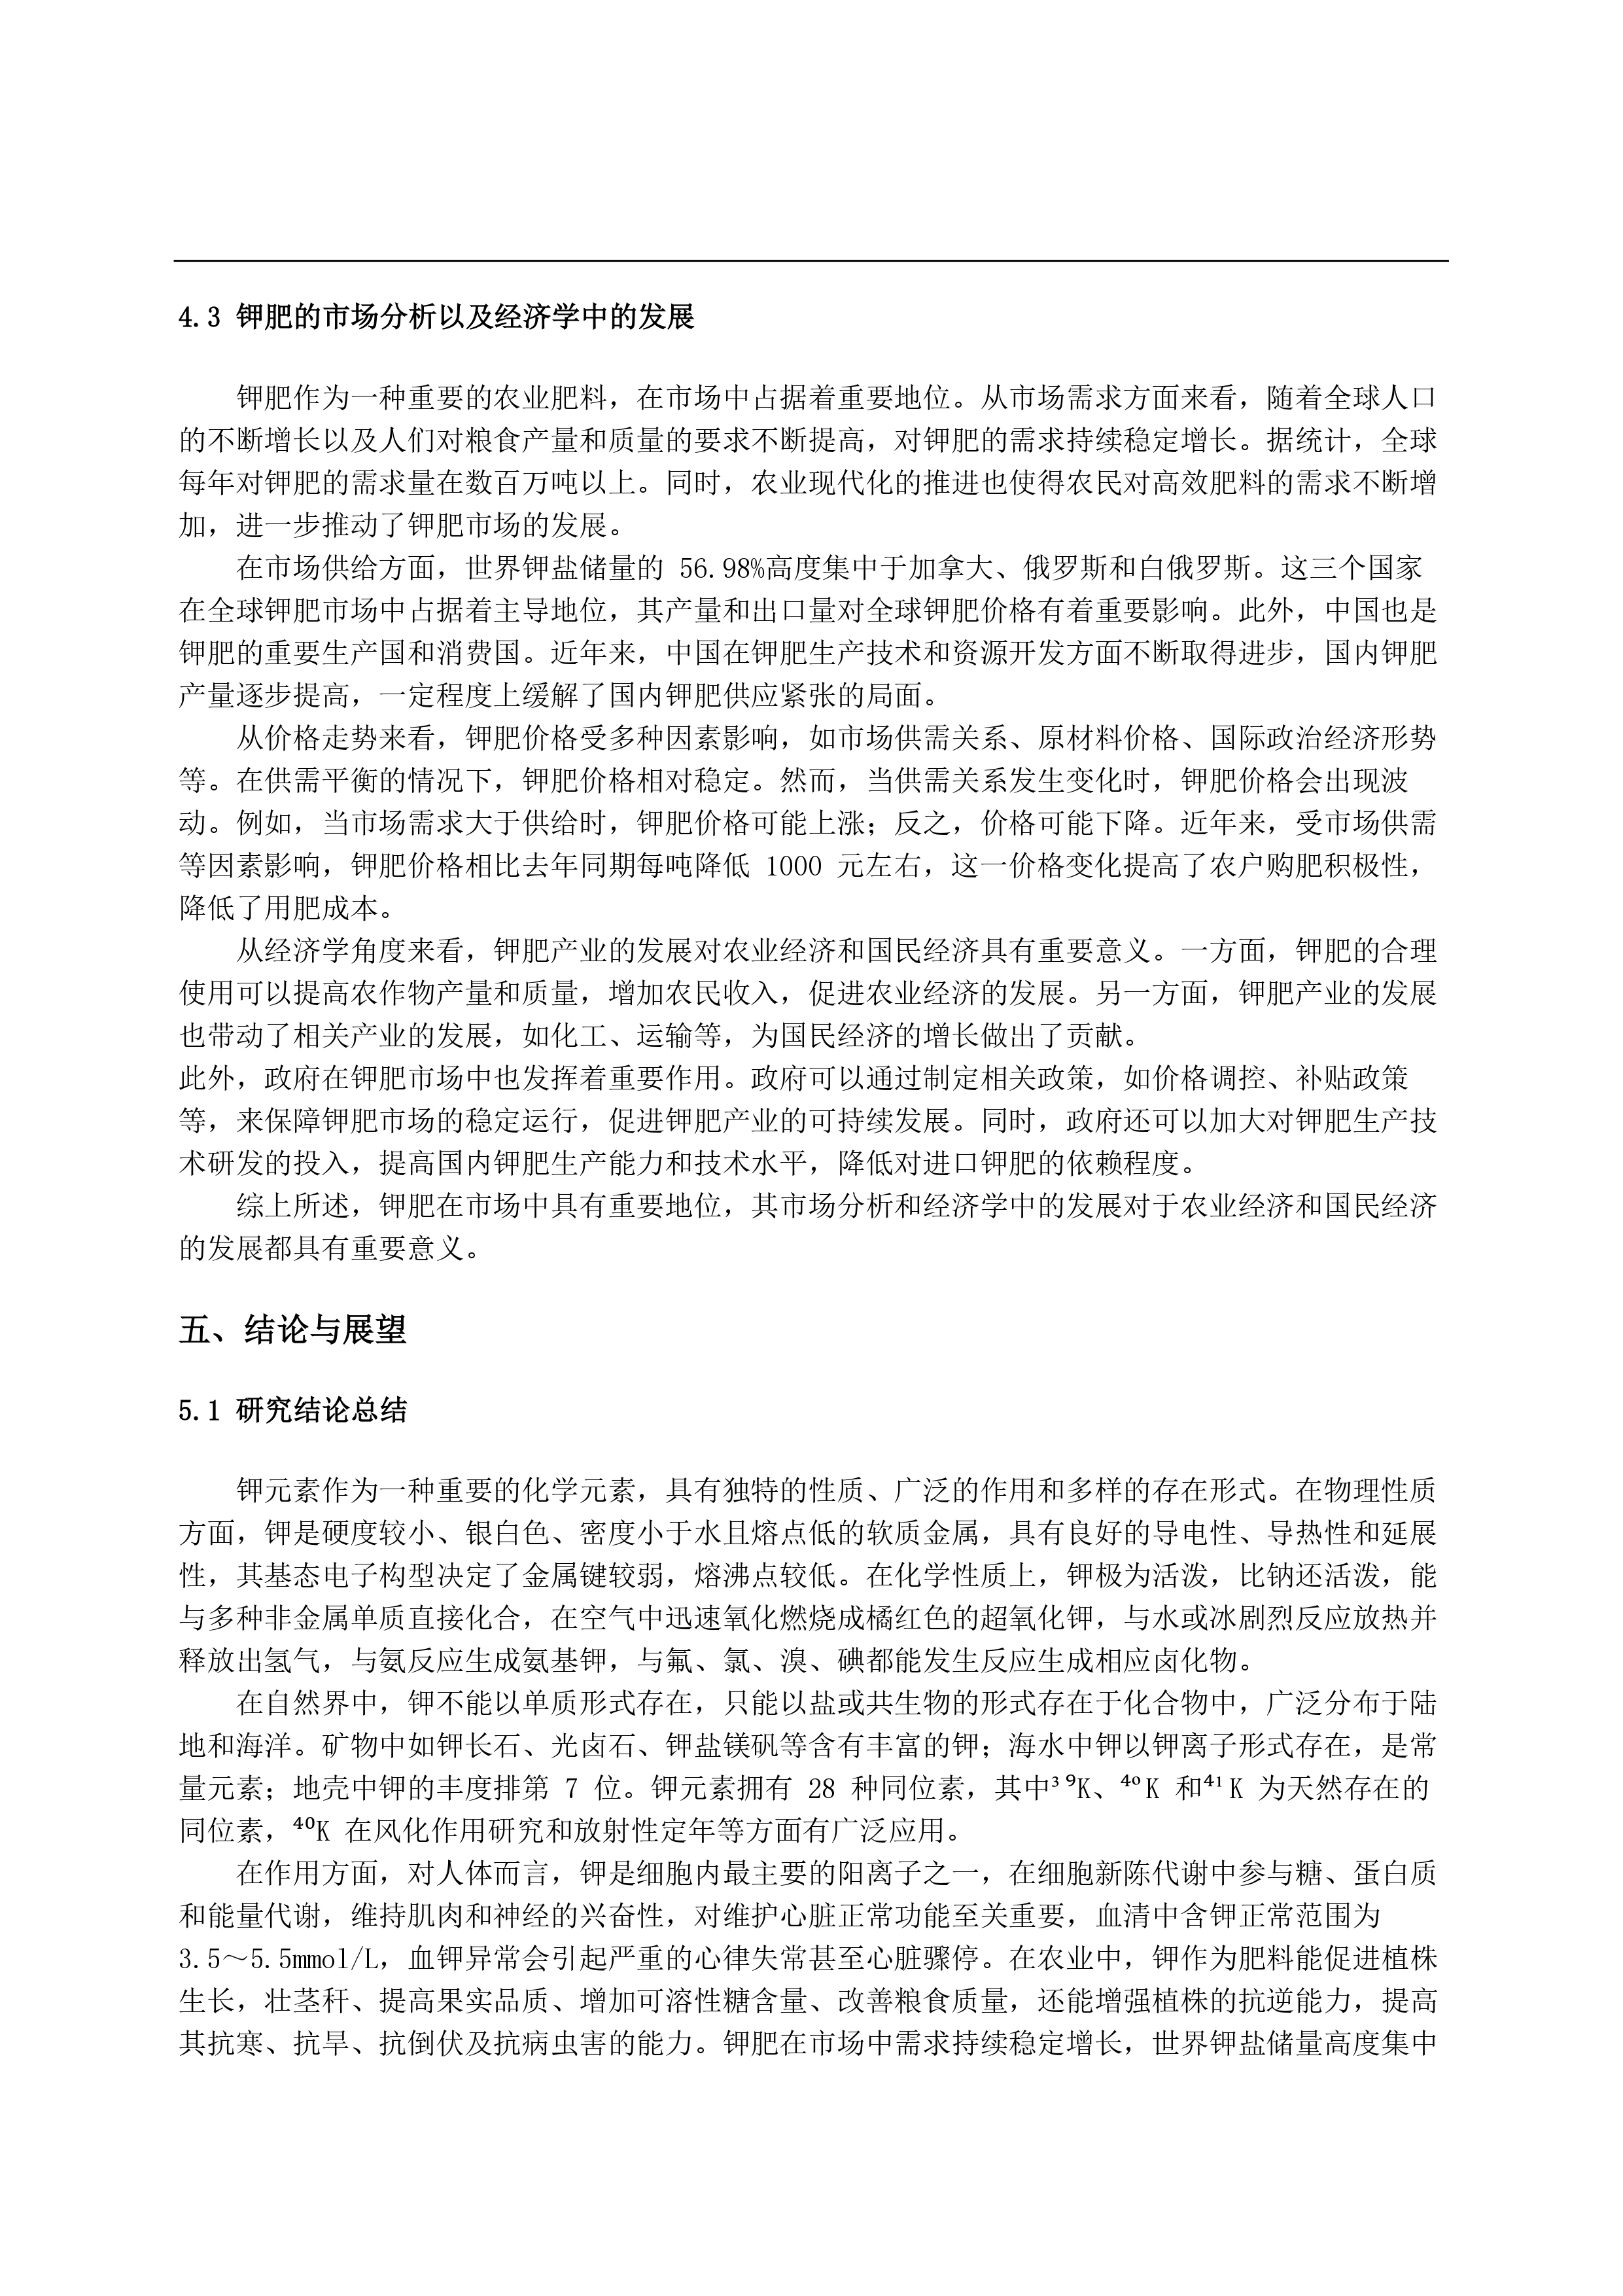 4.3 钾肥的市场分析以及经济学中的发展
钾肥作为一种重要的农业肥料，在市场中占据着重要地位。从市场需求方面来看，随着全球人口
的不断增长以及人们对粮食产量和质量的要求不断提高，对钾肥的需求持续稳定增长。据统计，全球
每年对钾肥的需求量在数百万吨以上。同时，农业现代化的推进也使得农民对高效肥料的需求不断增
加，进一步推动了钾肥市场的发展。
在市场供给方面，世界钾盐储量的 56.98%高度集中于加拿大、俄罗斯和白俄罗斯。这三个国家
在全球钾肥市场中占据着主导地位，其产量和出口量对全球钾肥价格有着重要影响。此外，中国也是
钾肥的重要生产国和消费国。近年来，中国在钾肥生产技术和资源开发方面不断取得进步，国内钾肥
产量逐步提高，一定程度上缓解了国内钾肥供应紧张的局面。
从价格走势来看，钾肥价格受多种因素影响，如市场供需关系、原材料价格、国际政治经济形势
等。在供需平衡的情况下，钾肥价格相对稳定。然而，当供需关系发生变化时，钾肥价格会出现波
动。例如，当市场需求大于供给时，钾肥价格可能上涨；反之，价格可能下降。近年来，受市场供需
等因素影响，钾肥价格相比去年同期每吨降低 1000 元左右，这一价格变化提高了农户购肥积极性，
降低了用肥成本。
从经济学角度来看，钾肥产业的发展对农业经济和国民经济具有重要意义。一方面，钾肥的合理
使用可以提高农作物产量和质量，增加农民收入，促进农业经济的发展。另一方面，钾肥产业的发展
也带动了相关产业的发展，如化工、运输等，为国民经济的增长做出了贡献。
此外，政府在钾肥市场中也发挥着重要作用。政府可以通过制定相关政策，如价格调控、补贴政策
等，来保障钾肥市场的稳定运行，促进钾肥产业的可持续发展。同时，政府还可以加大对钾肥生产技
术研发的投入，提高国内钾肥生产能力和技术水平，降低对进口钾肥的依赖程度。
综上所述，钾肥在市场中具有重要地位，其市场分析和经济学中的发展对于农业经济和国民经济
的发展都具有重要意义。
五、结论与展望
5.1 研究结论总结
钾元素作为一种重要的化学元素，具有独特的性质、广泛的作用和多样的存在形式。在物理性质
方面，钾是硬度较小、银白色、密度小于水且熔点低的软质金属，具有良好的导电性、导热性和延展
性，其基态电子构型决定了金属键较弱，熔沸点较低。在化学性质上，钾极为活泼，比钠还活泼，能
与多种非金属单质直接化合，在空气中迅速氧化燃烧成橘红色的超氧化钾，与水或冰剧烈反应放热并
释放出氢气，与氨反应生成氨基钾，与氟、氯、溴、碘都能发生反应生成相应卤化物。
在自然界中，钾不能以单质形式存在，只能以盐或共生物的形式存在于化合物中，广泛分布于陆
地和海洋。矿物中如钾长石、光卤石、钾盐镁矾等含有丰富的钾；海水中钾以钾离子形式存在，是常
量元素；地壳中钾的丰度排第 7 位。钾元素拥有 28 种同位素，其中³⁹K、⁴⁰K 和⁴¹K 为天然存在的
同位素，⁴⁰K 在风化作用研究和放射性定年等方面有广泛应用。
在作用方面，对人体而言，钾是细胞内最主要的阳离子之一，在细胞新陈代谢中参与糖、蛋白质
和能量代谢，维持肌肉和神经的兴奋性，对维护心脏正常功能至关重要，血清中含钾正常范围为
3.5～5.5mmol/L，血钾异常会引起严重的心律失常甚至心脏骤停。在农业中，钾作为肥料能促进植株
生长，壮茎秆、提高果实品质、增加可溶性糖含量、改善粮食质量，还能增强植株的抗逆能力，提高
其抗寒、抗旱、抗倒伏及抗病虫害的能力。钾肥在市场中需求持续稳定增长，世界钾盐储量高度集中